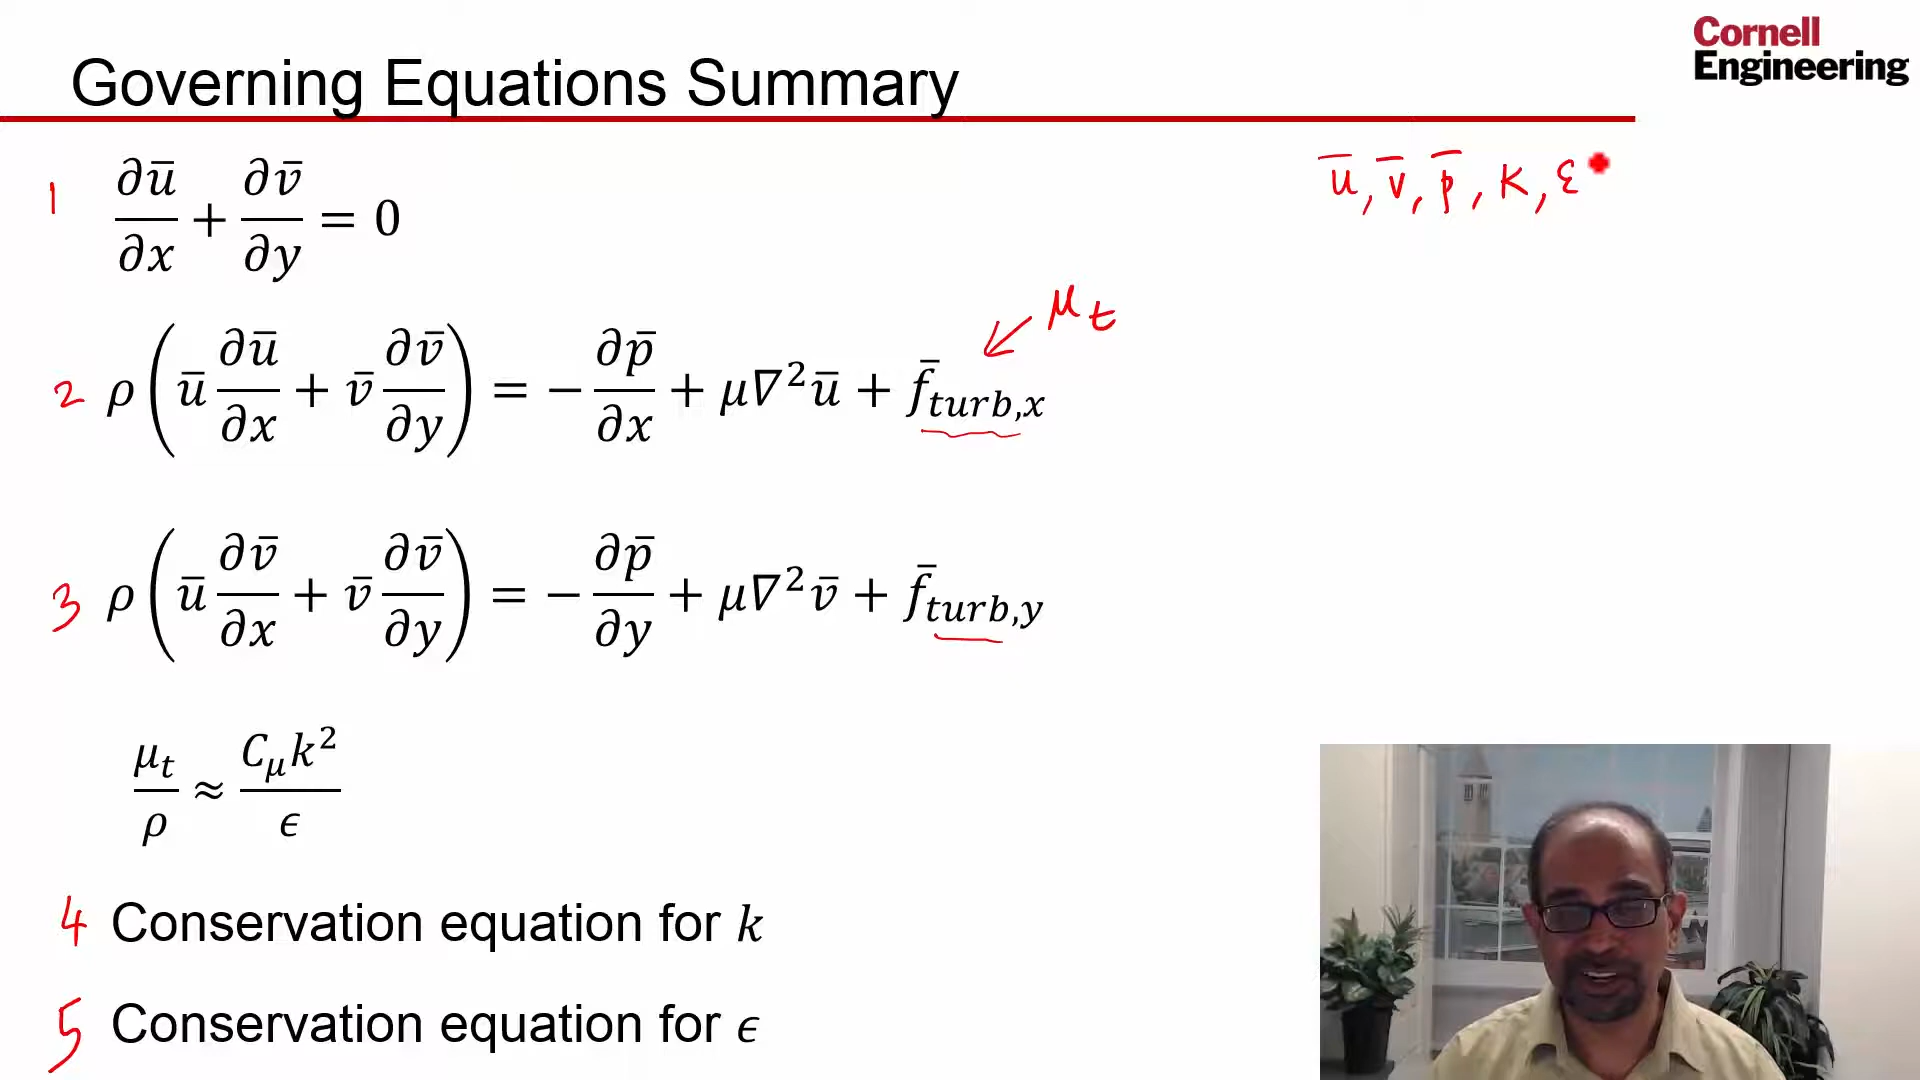 Cornell
Engineering
Governing Equations Summary
u̅, v̅, p̅, k, ε
1 ∂u̅/∂x + ∂v̅/∂y = 0
μt
2 ρ(u̅ ∂u̅/∂x + v̅ ∂v̅/∂y) = −∂p̅/∂x + μ∇²u̅ + f̅turb,x
3 ρ(u̅ ∂v̅/∂x + v̅ ∂v̅/∂y) = −∂p̅/∂y + μ∇²v̅ + f̅turb,y
μt/ρ ≈ Cμk²/ϵ
4 Conservation equation for k
5 Conservation equation for ϵ